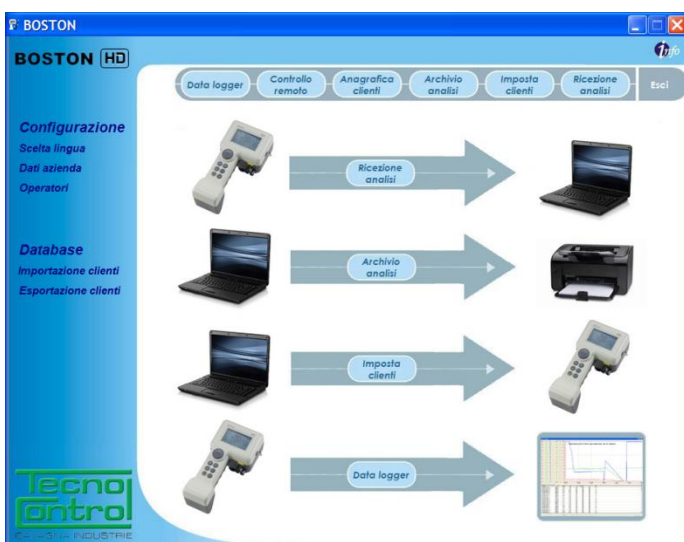 BOSTON
BOSTON HD
info
Data logger
Controllo
remoto
Anagrafica
clienti
Archivio
analisi
Imposta
clienti
Ricezione
analisi
Esci
Configurazione
Scelta lingua
Dati azienda
Operatori
Database
Importazione clienti
Esportazione clienti
Ricezione
analisi
Archivio
analisi
Imposta
clienti
Data logger
Tecno
Control
INDUSTRIE